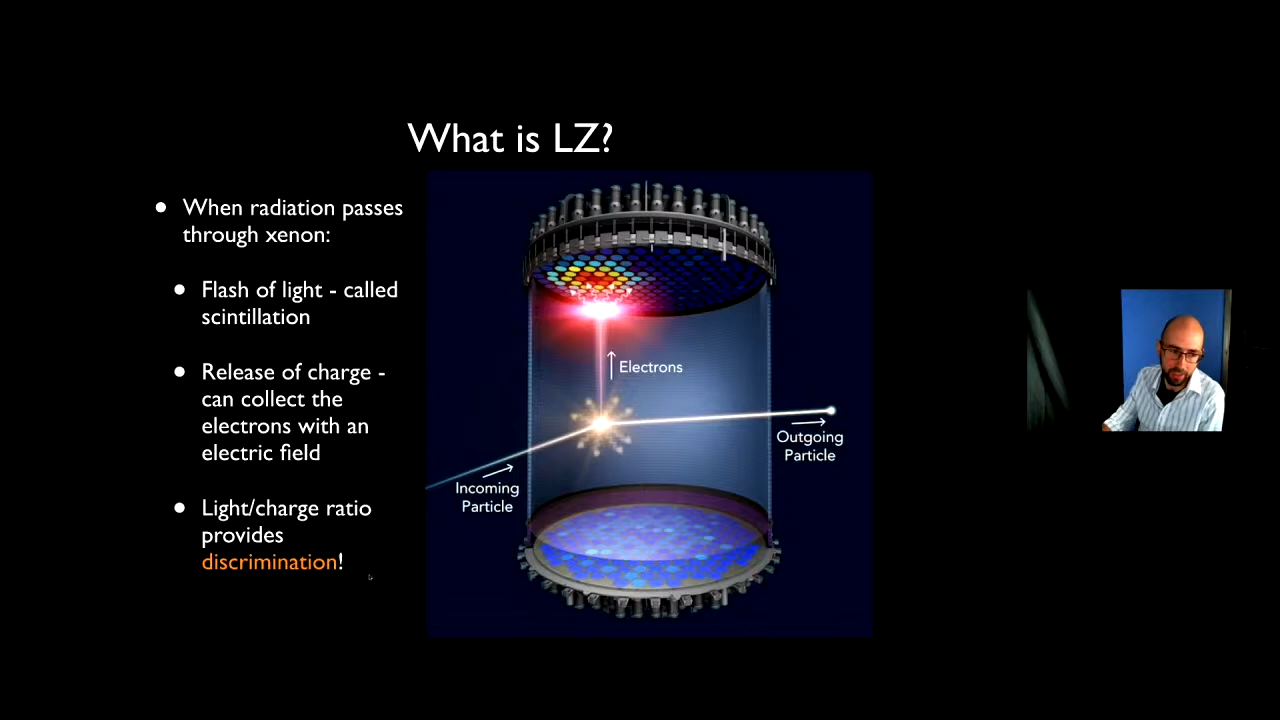 What is LZ?
• When radiation passes
through xenon:
• Flash of light - called
scintillation
• Release of charge -
can collect the
electrons with an
electric field
• Light/charge ratio
provides
discrimination!
Electrons
Outgoing
Particle
Incoming
Particle